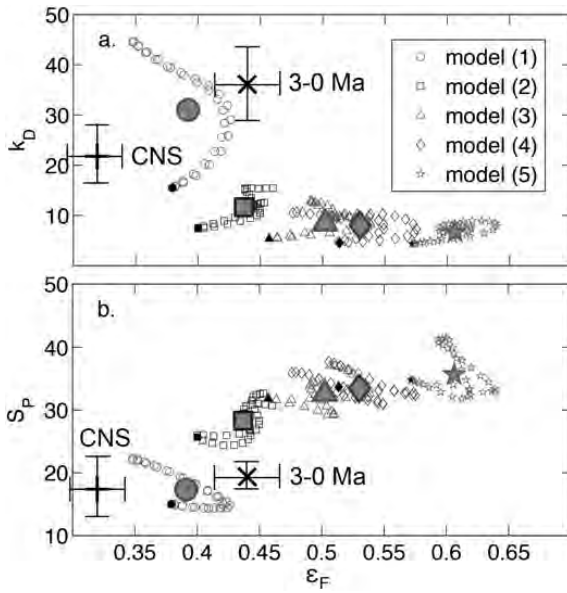 50
a.
40
3-0 Ma
model (1)
model (2)
30
model (3)
k_D
CNS
model (4)
20
model (5)
10
0
50
b.
40
S_P
30
CNS
20
3-0 Ma
10
0.35 0.4 0.45 0.5 0.55 0.6 0.65
ε_F